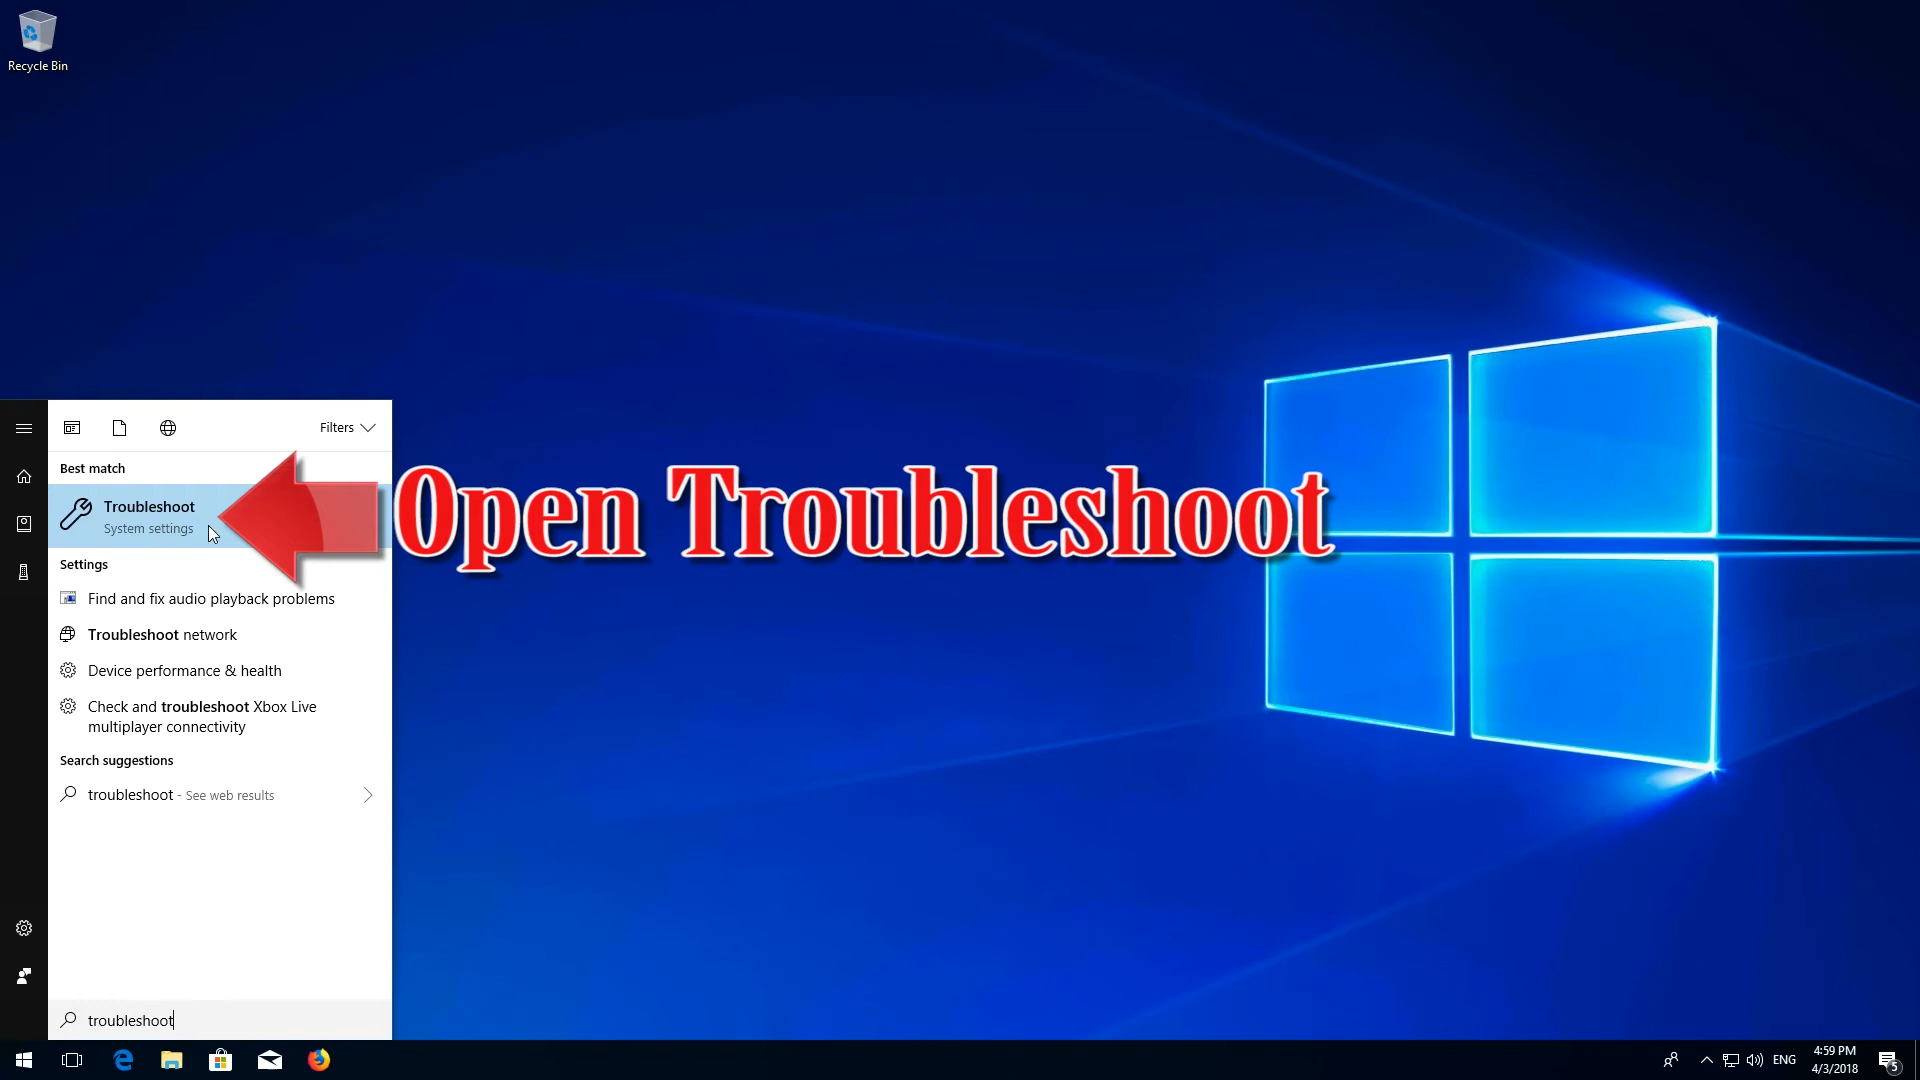 Recycle Bin
Filters
Best match
Troubleshoot
System settings
Open Troubleshoot
Settings
Find and fix audio playback problems
Troubleshoot network
Device performance & health
Check and troubleshoot Xbox Live
multiplayer connectivity
Search suggestions
troubleshoot - See web results
troubleshoot
ENG
4:59 PM
4/3/2018
5